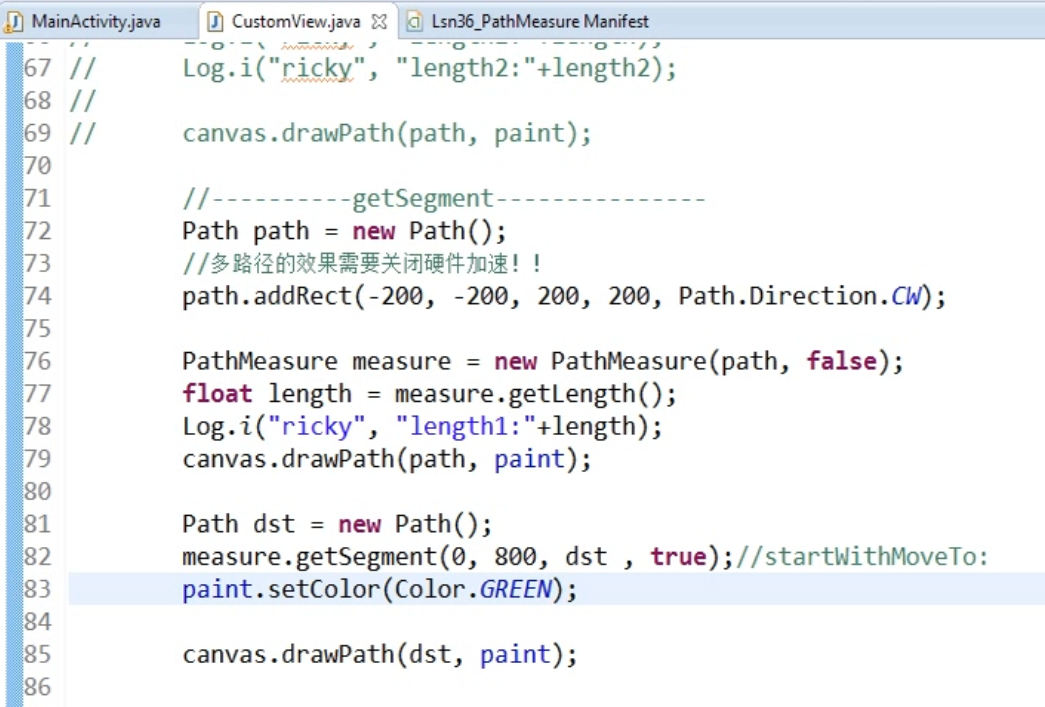 MainActivity.java CustomView.java Lsn36_PathMeasure Manifest
67 // Log.i("ricky", "length2:"+length2);
68 //
69 // canvas.drawPath(path, paint);
70
71 //----------getSegment---------------
72 Path path = new Path();
73 //多路径的效果需要关闭硬件加速！！
74 path.addRect(-200, -200, 200, 200, Path.Direction.CW);
75
76 PathMeasure measure = new PathMeasure(path, false);
77 float length = measure.getLength();
78 Log.i("ricky", "length1:"+length);
79 canvas.drawPath(path, paint);
80
81 Path dst = new Path();
82 measure.getSegment(0, 800, dst , true);//startWithMoveTo:
83 paint.setColor(Color.GREEN);
84
85 canvas.drawPath(dst, paint);
86